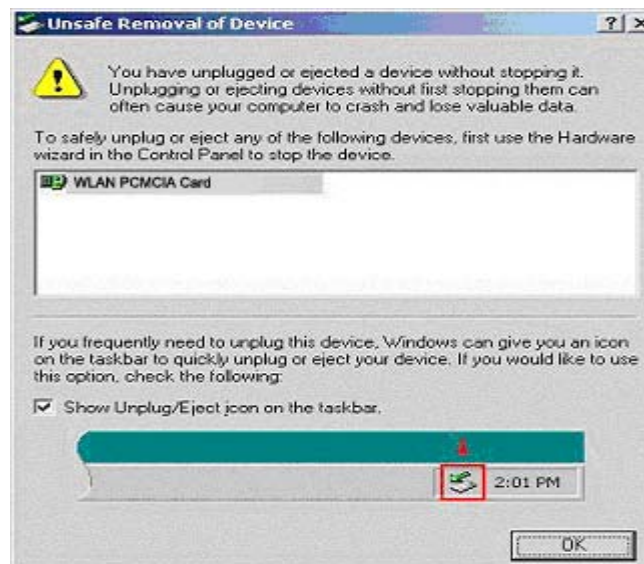 Unsafe Removal of Device
You have unplugged or ejected a device without stopping it.
Unplugging or ejecting devices without first stopping them can
often cause your computer to crash and lose valuable data.
To safely unplug or eject any of the following devices, first use the Hardware
wizard in the Control Panel to stop the device.
WLAN PCMCIA Card
If you frequently need to unplug this device, Windows can give you an icon
on the taskbar to quickly unplug or eject your device. If you would like to use
this option, check the following:
Show Unplug/Eject icon on the taskbar.
2:01 PM
OK